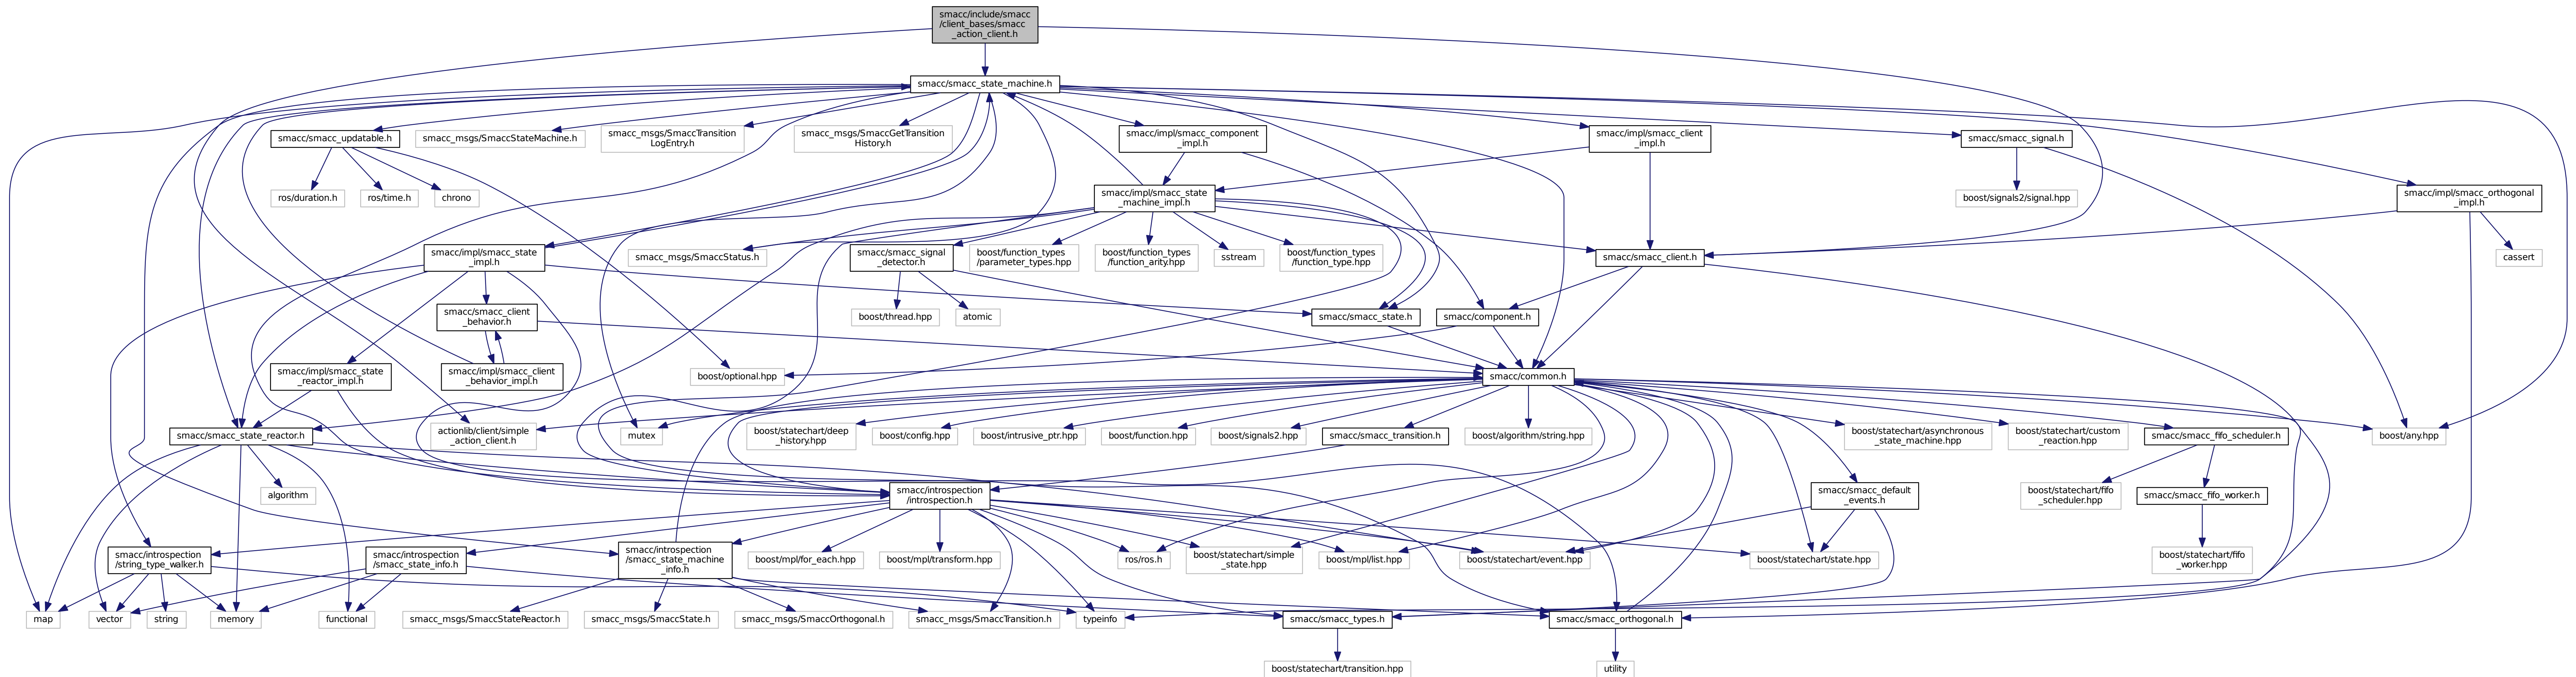 smacc/include/smacc
/client_bases/smacc
_action_client.h
smacc/smacc_state_machine.h
smacc/smacc_updatable.h
smacc_msgs/SmaccStateMachine.h
smacc_msgs/SmaccTransition
LogEntry.h
smacc_msgs/SmaccGetTransition
History.h
smacc/impl/smacc_component
_impl.h
smacc/impl/smacc_client
_impl.h
smacc/smacc_signal.h
ros/duration.h
ros/time.h
chrono
smacc/impl/smacc_state
_machine_impl.h
boost/signals2/signal.hpp
smacc/impl/smacc_orthogonal
_impl.h
smacc/impl/smacc_state
_impl.h
smacc_msgs/SmaccStatus.h
smacc/smacc_signal
_detector.h
boost/function_types
/parameter_types.hpp
boost/function_types
/function_arity.hpp
sstream
boost/function_types
/function_type.hpp
smacc/smacc_client.h
cassert
smacc/smacc_client
_behavior.h
boost/thread.hpp
atomic
smacc/smacc_state.h
smacc/component.h
smacc/impl/smacc_state
_reactor_impl.h
smacc/impl/smacc_client
_behavior_impl.h
boost/optional.hpp
smacc/common.h
smacc/smacc_state_reactor.h
actionlib/client/simple
_action_client.h
mutex
boost/statechart/deep
_history.hpp
boost/config.hpp
boost/intrusive_ptr.hpp
boost/function.hpp
boost/signals2.hpp
smacc/smacc_transition.h
boost/algorithm/string.hpp
boost/statechart/asynchronous
_state_machine.hpp
boost/statechart/custom
_reaction.hpp
smacc/smacc_fifo_scheduler.h
boost/any.hpp
algorithm
smacc/introspection
/introspection.h
smacc/smacc_default
_events.h
boost/statechart/fifo
_scheduler.hpp
smacc/smacc_fifo_worker.h
smacc/introspection
/string_type_walker.h
smacc/introspection
/smacc_state_info.h
smacc/introspection
/smacc_state_machine
_info.h
boost/mpl/for_each.hpp
boost/mpl/transform.hpp
ros/ros.h
boost/statechart/simple
_state.hpp
boost/mpl/list.hpp
boost/statechart/event.hpp
boost/statechart/state.hpp
boost/statechart/fifo
_worker.hpp
map
vector
string
memory
functional
smacc_msgs/SmaccStateReactor.h
smacc_msgs/SmaccState.h
smacc_msgs/SmaccOrthogonal.h
smacc_msgs/SmaccTransition.h
typeinfo
smacc/smacc_types.h
smacc/smacc_orthogonal.h
boost/statechart/transition.hpp
utility